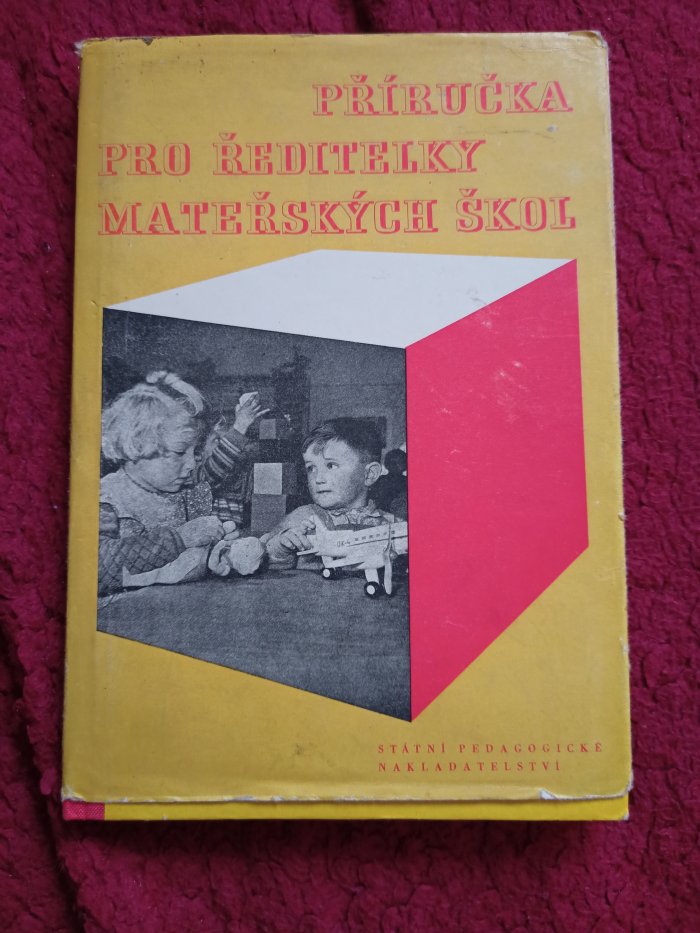 PŘÍRUČKA
PRO ŘEDITELKY
MATEŘSKÝCH ŠKOL
STÁTNÍ PEDAGOGICKÉ
NAKLADATELSTVÍ